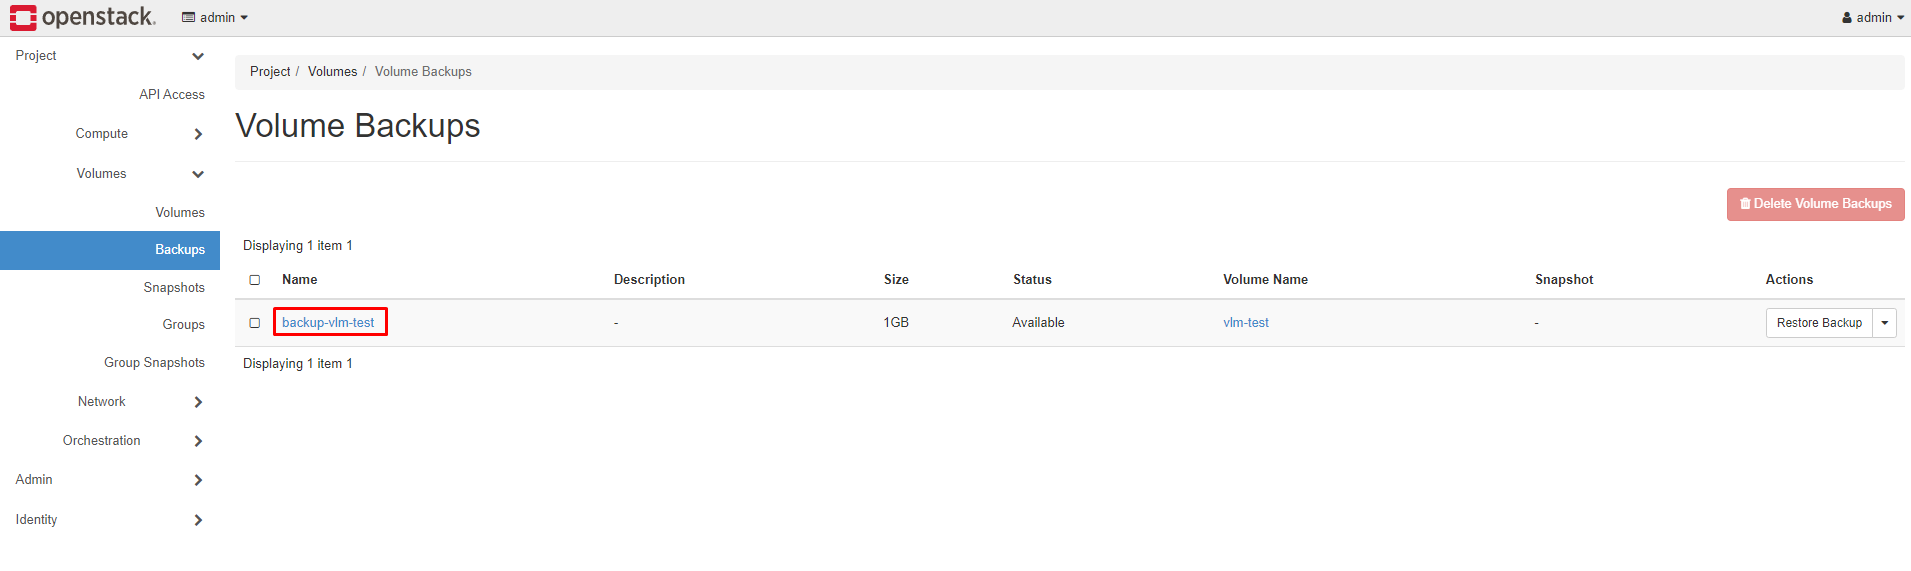 openstack. admin admin
Project
Project / Volumes / Volume Backups
API Access
Compute
Volumes
Volumes
Backups
Snapshots
Groups
Group Snapshots
Network
Orchestration
Admin
Identity
Volume Backups
Delete Volume Backups
Displaying 1 item 1
Name Description Size Status Volume Name Snapshot Actions
backup-vlm-test - 1GB Available vlm-test - Restore Backup
Displaying 1 item 1